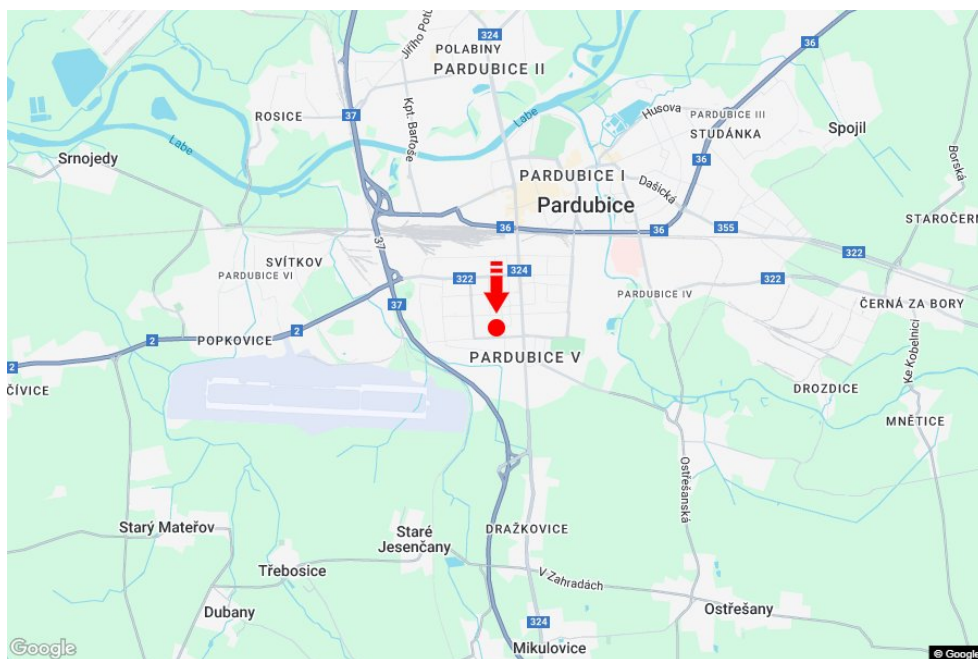 324
Jiřího Potů
POLABINY
PARDUBICE II
36
37
ROSICE
Kpt. Bartoše
Labe
Husova
PARDUBICE III
STUDÁNKA
Spojil
Labe
Srnojedy
36
Borská
PARDUBICE I
Dašická
Pardubice
STAROČERN
37
36
36
355
322
SVÍTKOV
PARDUBICE VI
322
324
322
PARDUBICE IV
ČERNÁ ZA BORY
37
2
2
POPKOVICE
PARDUBICE V
Ke Kobelnici
2
ČÍVICE
DROZDICE
MNĚTICE
Ostřešanská
Starý Mateřov
Staré
Jesenčany
DRAŽKOVICE
Třebosice
V Zahradách
Dubany
Ostřešany
324
Mikulovice
Google
© Google